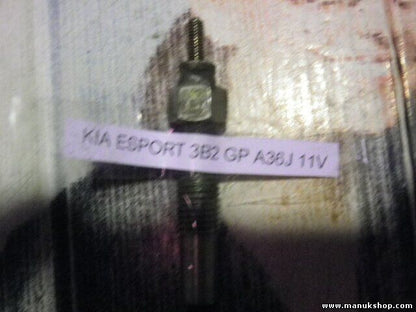 KIA ESPORT 3B2 GP A36J 11V
www.manukshop.com